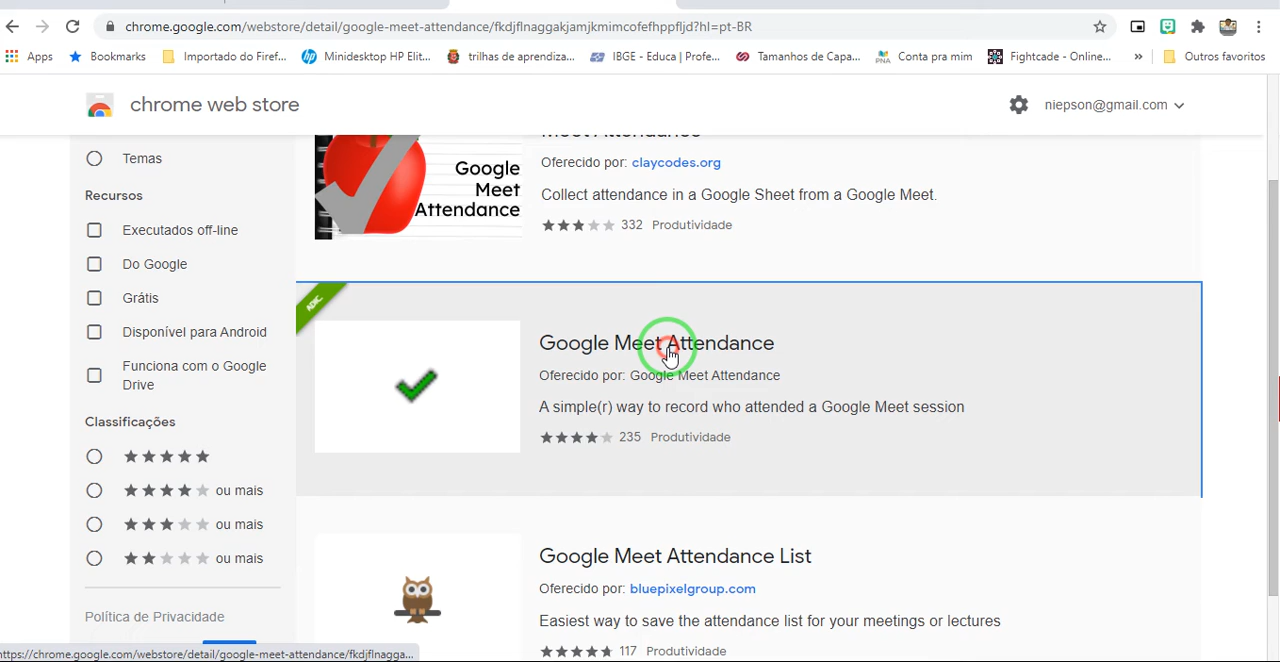 chrome.google.com/webstore/detail/google-meet-attendance/fkdjflnaggakjamjkmimcofefhppfljd?hl=pt-BR
Apps
Bookmarks
Importado do Firef...
Minidesktop HP Elit...
trilhas de aprendiza...
IBGE - Educa | Profe...
Tamanhos de Capa...
Conta pra mim
Fightcade - Online...
»
Outros favoritos
chrome web store
niepson@gmail.com
Temas
Recursos
Executados off-line
Do Google
Grátis
Disponível para Android
Funciona com o Google
Drive
Classificações
ou mais
ou mais
ou mais
Política de Privacidade
Google
Meet
Attendance
Meet Attendance
Oferecido por: claycodes.org
Collect attendance in a Google Sheet from a Google Meet.
332 Produtividade
Google Meet Attendance
Oferecido por: Google Meet Attendance
A simple(r) way to record who attended a Google Meet session
235 Produtividade
Google Meet Attendance List
Oferecido por: bluepixelgroup.com
Easiest way to save the attendance list for your meetings or lectures
117 Produtividade
https://chrome.google.com/webstore/detail/google-meet-attendance/fkdjflnagga...